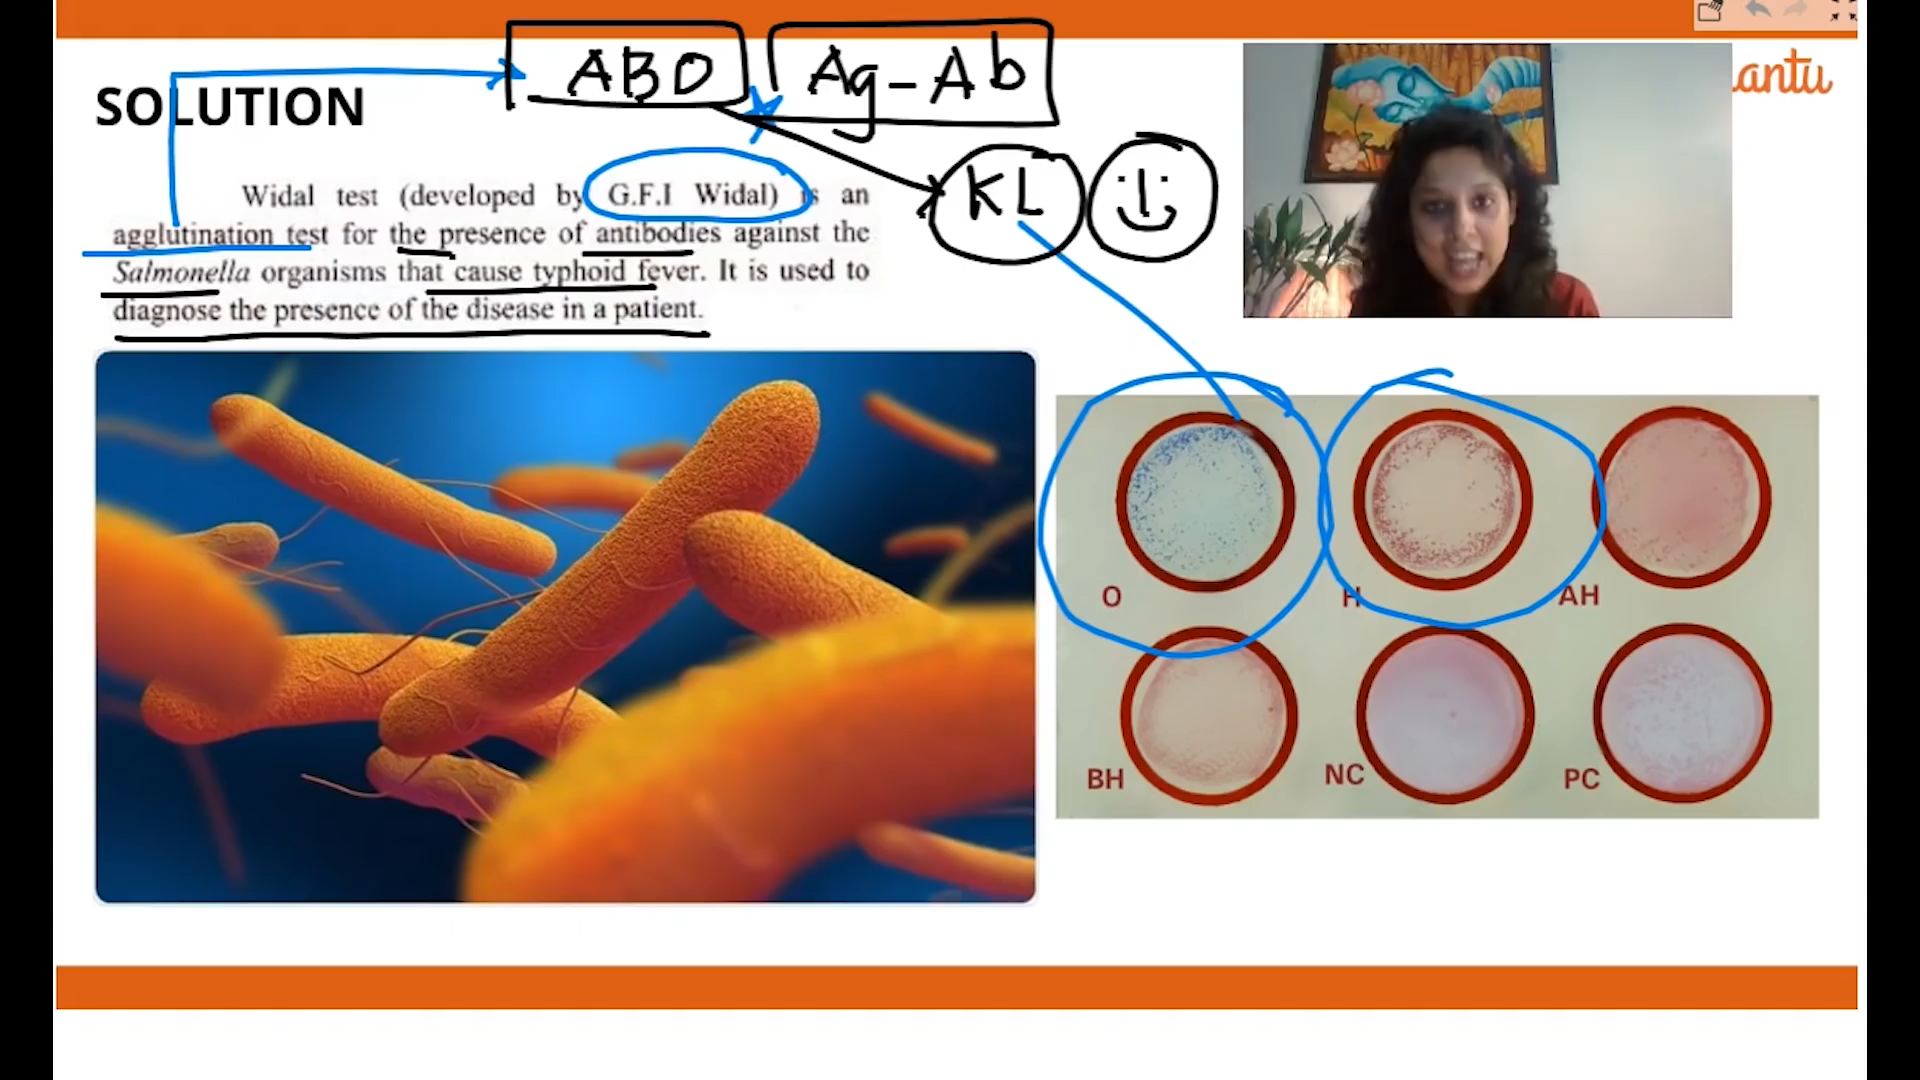 ABO Ag-Ab
antu
SOLUTION
KL
Widal test (developed by G.F.I Widal) is an
agglutination test for the presence of antibodies against the
Salmonella organisms that cause typhoid fever. It is used to
diagnose the presence of the disease in a patient.
O H AH
BH NC PC